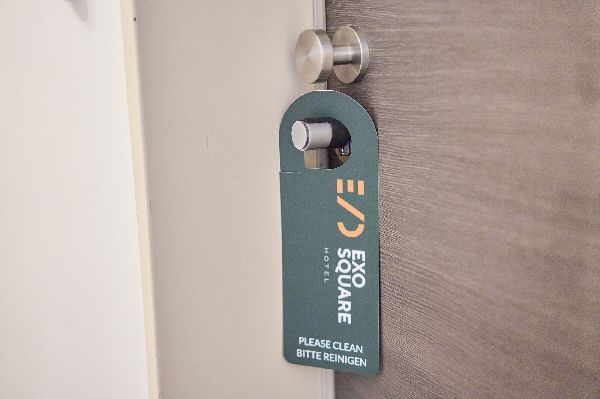 EXO
SQUARE
HOTEL
PLEASE CLEAN
BITTE REINIGEN